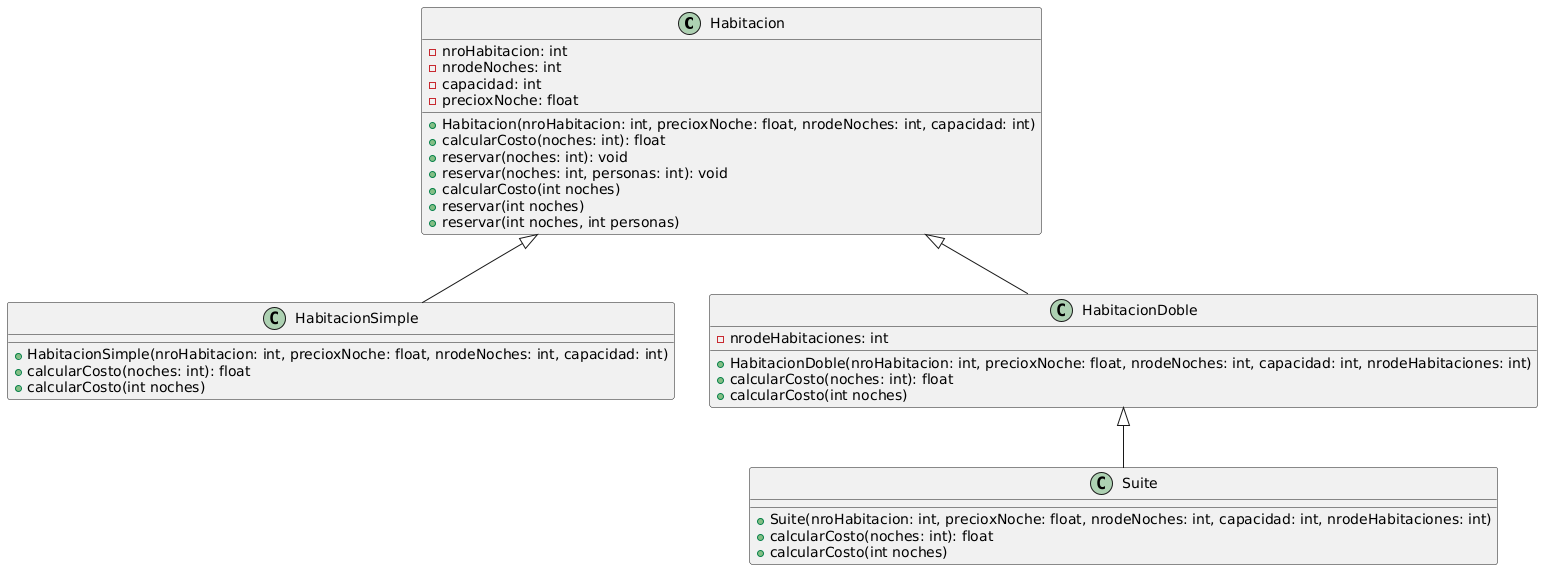 C Habitacion
nroHabitacion: int
nrodeNoches: int
capacidad: int
precioxNoche: float
Habitacion(nroHabitacion: int, precioxNoche: float, nrodeNoches: int, capacidad: int)
calcularCosto(noches: int): float
reservar(noches: int): void
reservar(noches: int, personas: int): void
calcularCosto(int noches)
reservar(int noches)
reservar(int noches, int personas)
C HabitacionSimple
HabitacionSimple(nroHabitacion: int, precioxNoche: float, nrodeNoches: int, capacidad: int)
calcularCosto(noches: int): float
calcularCosto(int noches)
C HabitacionDoble
nrodeHabitaciones: int
HabitacionDoble(nroHabitacion: int, precioxNoche: float, nrodeNoches: int, capacidad: int, nrodeHabitaciones: int)
calcularCosto(noches: int): float
calcularCosto(int noches)
C Suite
Suite(nroHabitacion: int, precioxNoche: float, nrodeNoches: int, capacidad: int, nrodeHabitaciones: int)
calcularCosto(noches: int): float
calcularCosto(int noches)